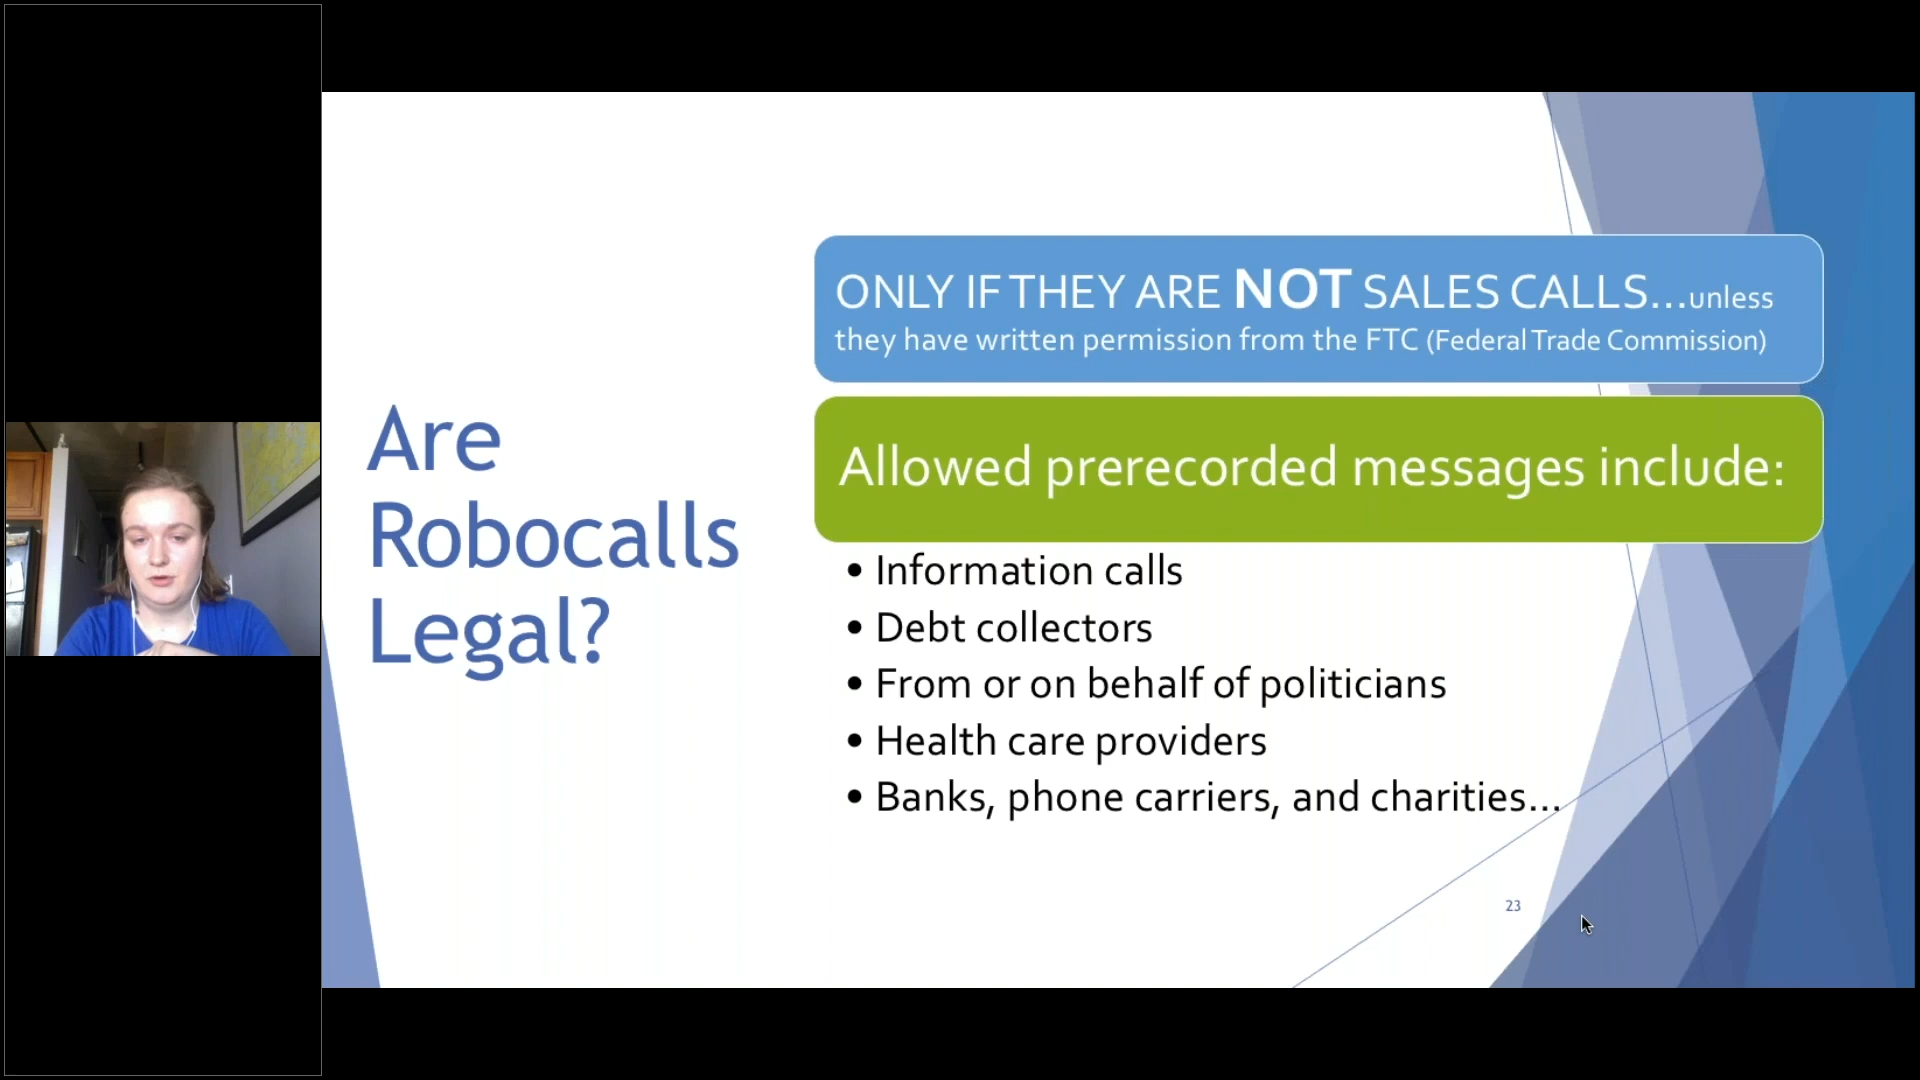 Are
Robocalls
Legal?
ONLY IF THEY ARE NOT SALES CALLS...unless
they have written permission from the FTC (Federal Trade Commission)
Allowed prerecorded messages include:
• Information calls
• Debt collectors
• From or on behalf of politicians
• Health care providers
• Banks, phone carriers, and charities...
23